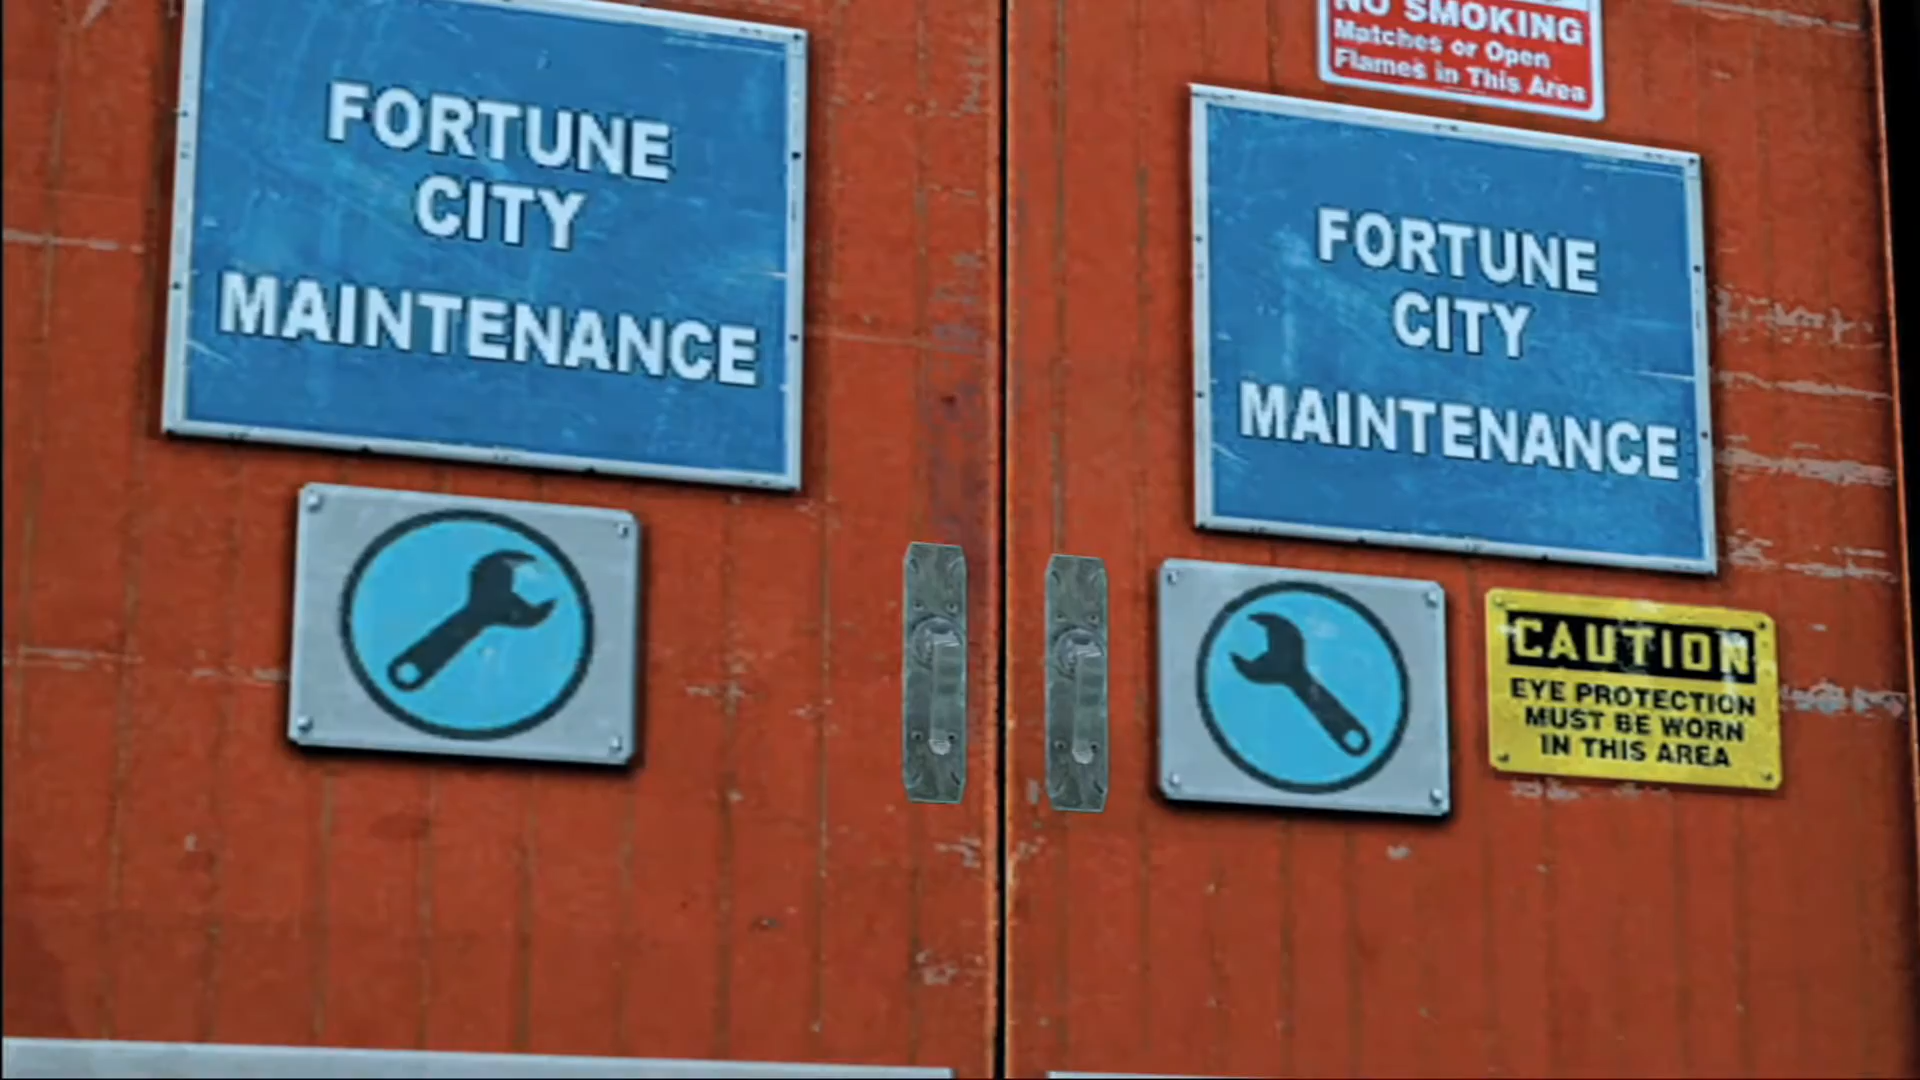 FORTUNE
CITY
MAINTENANCE
NO SMOKING
Matches or Open
Flames in This Area
FORTUNE
CITY
MAINTENANCE
CAUTION
EYE PROTECTION
MUST BE WORN
IN THIS AREA